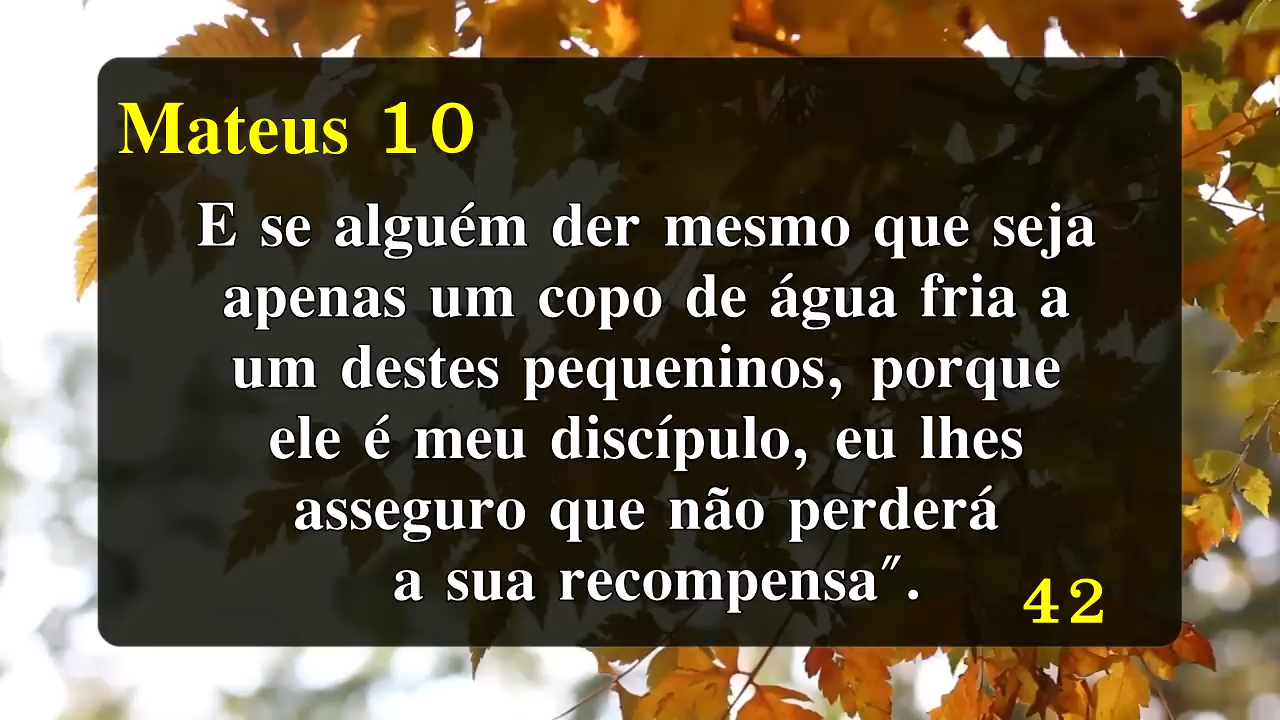 Mateus 10
E se alguém der mesmo que seja
apenas um copo de água fria a
um destes pequeninos, porque
ele é meu discípulo, eu lhes
asseguro que não perderá
a sua recompensa″.
42